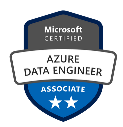 Microsoft
CERTIFIED
AZURE
DATA ENGINEER
ASSOCIATE